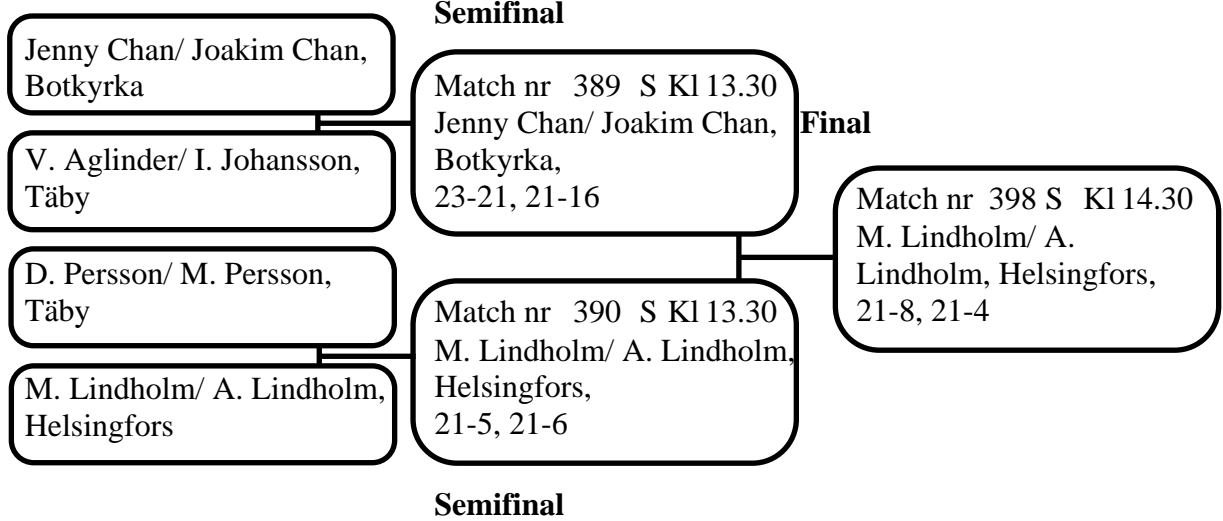 Semifinal
Jenny Chan/ Joakim Chan,
Botkyrka
V. Aglinder/ I. Johansson,
Täby
D. Persson/ M. Persson,
Täby
M. Lindholm/ A. Lindholm,
Helsingfors
Match nr 389 S Kl 13.30
Jenny Chan/ Joakim Chan,
Botkyrka,
23-21, 21-16
Match nr 390 S Kl 13.30
M. Lindholm/ A. Lindholm,
Helsingfors,
21-5, 21-6
Semifinal
Final
Match nr 398 S Kl 14.30
M. Lindholm/ A.
Lindholm, Helsingfors,
21-8, 21-4